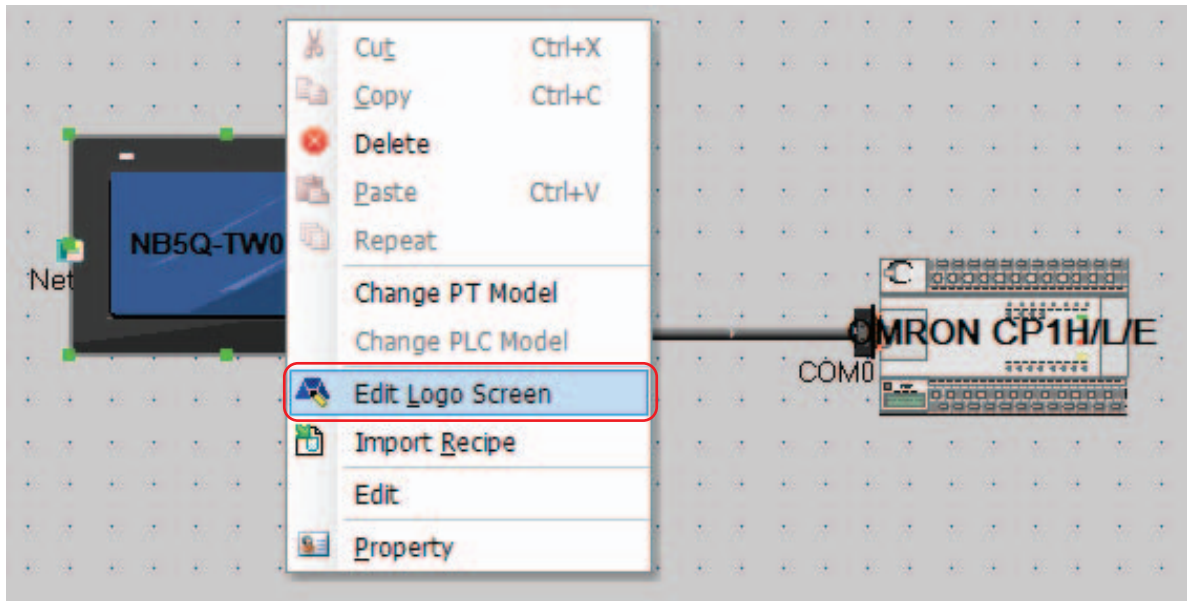 Cut Ctrl+X
Copy Ctrl+C
Delete
Paste Ctrl+V
Repeat
Change PT Model
Change PLC Model
Edit Logo Screen
Import Recipe
Edit
Property
NB5Q-TW0
Net
OMRON CP1H/L/E
COM0